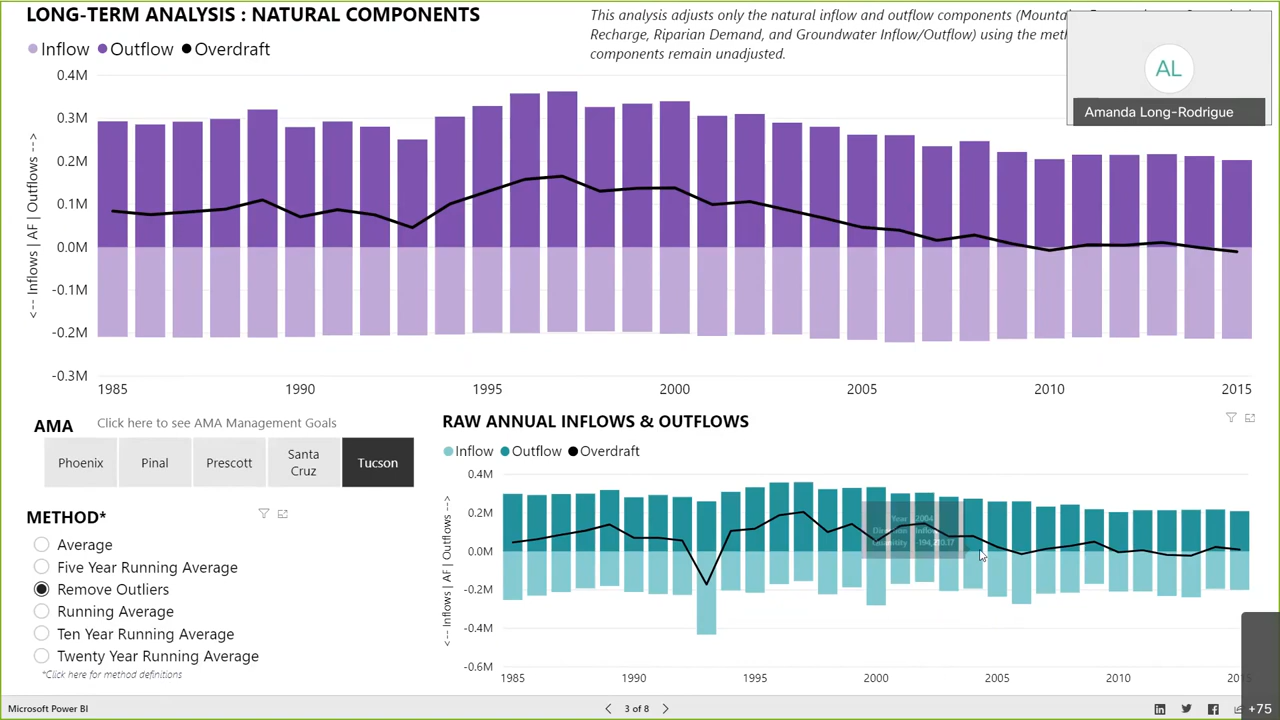 LONG-TERM ANALYSIS : NATURAL COMPONENTS
This analysis adjusts only the natural inflow and outflow components
Recharge, Riparian Demand, and Groundwater Inflow/Outflow) using the
components remain unadjusted.
Inflow Outflow Overdraft
AL
Amanda Long-Rodrigue
<-- Inflows | AF | Outflows -->
0.4M
0.3M
0.2M
0.1M
0.0M
-0.1M
-0.2M
-0.3M
1985 1990 1995 2000 2005 2010 2015
AMA
Click here to see AMA Management Goals
Phoenix Pinal Prescott Santa Cruz Tucson
METHOD*
Average
Five Year Running Average
Remove Outliers
Running Average
Ten Year Running Average
Twenty Year Running Average
*Click here for method definitions
RAW ANNUAL INFLOWS & OUTFLOWS
Inflow Outflow Overdraft
<-- Inflows | AF | Outflows -->
0.4M
0.2M
0.0M
-0.2M
-0.4M
-0.6M
Year 2004
Direction Inflow
Quantity
1985 1990 1995 2000 2005 2010
Microsoft Power BI
3 of 8
+75